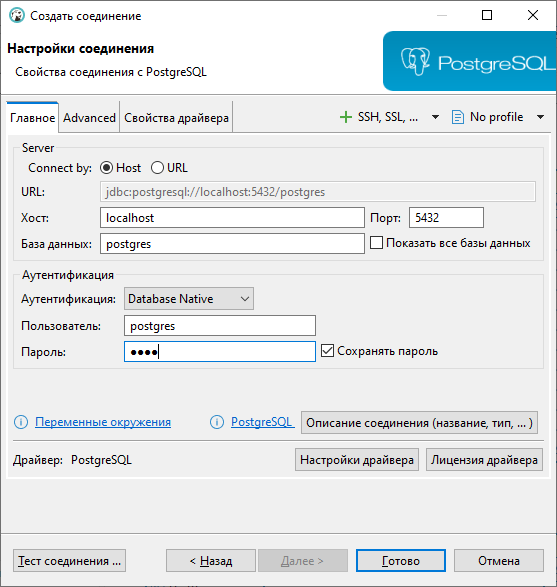 Создать соединение
Настройки соединения
Свойства соединения с PostgreSQL
PostgreSQL
Главное Advanced Свойства драйвера SSH, SSL, ... No profile
Server
Connect by: Host URL
URL: jdbc:postgresql://localhost:5432/postgres
Хост: localhost Порт: 5432
База данных: postgres Показать все базы данных
Аутентификация
Аутентификация: Database Native
Пользователь: postgres
Пароль: ●●●● Сохранять пароль
Переменные окружения PostgreSQL Описание соединения (название, тип, ... )
Драйвер: PostgreSQL Настройки драйвера Лицензия драйвера
Тест соединения ... < Назад Далее > Готово Отмена